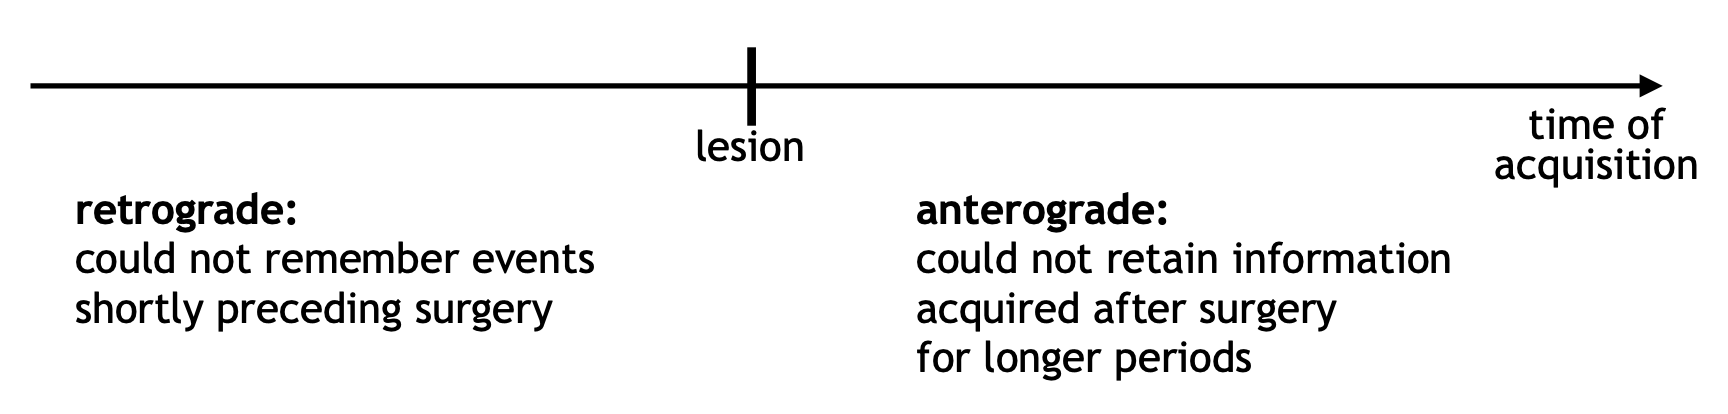 lesion
time of
acquisition
retrograde:
could not remember events
shortly preceding surgery
anterograde:
could not retain information
acquired after surgery
for longer periods